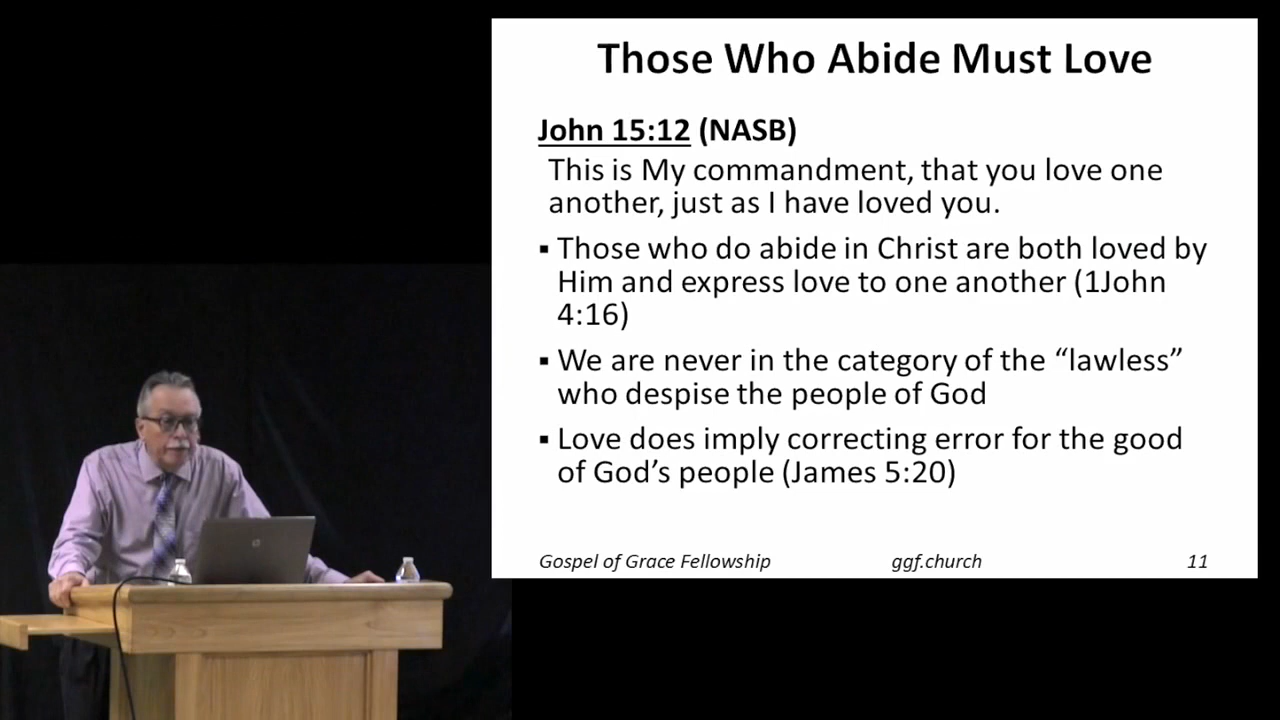 Those Who Abide Must Love
John 15:12 (NASB)
This is My commandment, that you love one
another, just as I have loved you.
▪ Those who do abide in Christ are both loved by
Him and express love to one another (1John
4:16)
▪ We are never in the category of the “lawless”
who despise the people of God
▪ Love does imply correcting error for the good
of God’s people (James 5:20)
Gospel of Grace Fellowship ggf.church 11